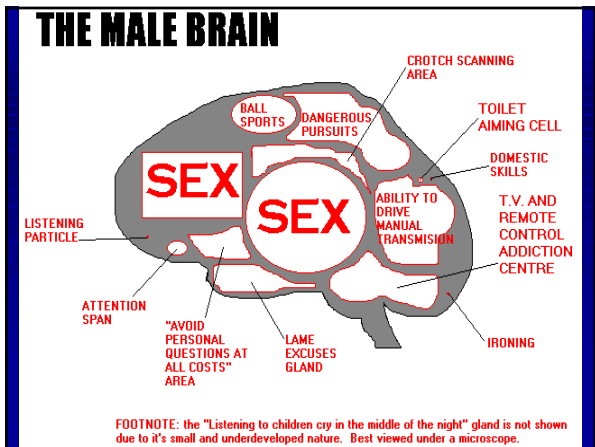 THE MALE BRAIN
CROTCH SCANNING
AREA
BALL
SPORTS
DANGEROUS
PURSUITS
TOILET
AIMING CELL
DOMESTIC
SKILLS
SEX
SEX
ABILITY TO
DRIVE
MANUAL
TRANSMISION
T.V. AND
REMOTE
CONTROL
ADDICTION
CENTRE
LISTENING
PARTICLE
ATTENTION
SPAN
"AVOID
PERSONAL
QUESTIONS AT
ALL COSTS"
AREA
LAME
EXCUSES
GLAND
IRONING
FOOTNOTE: the "Listening to children cry in the middle of the night" gland is not shown
due to it's small and underdeveloped nature. Best viewed under a microscope.